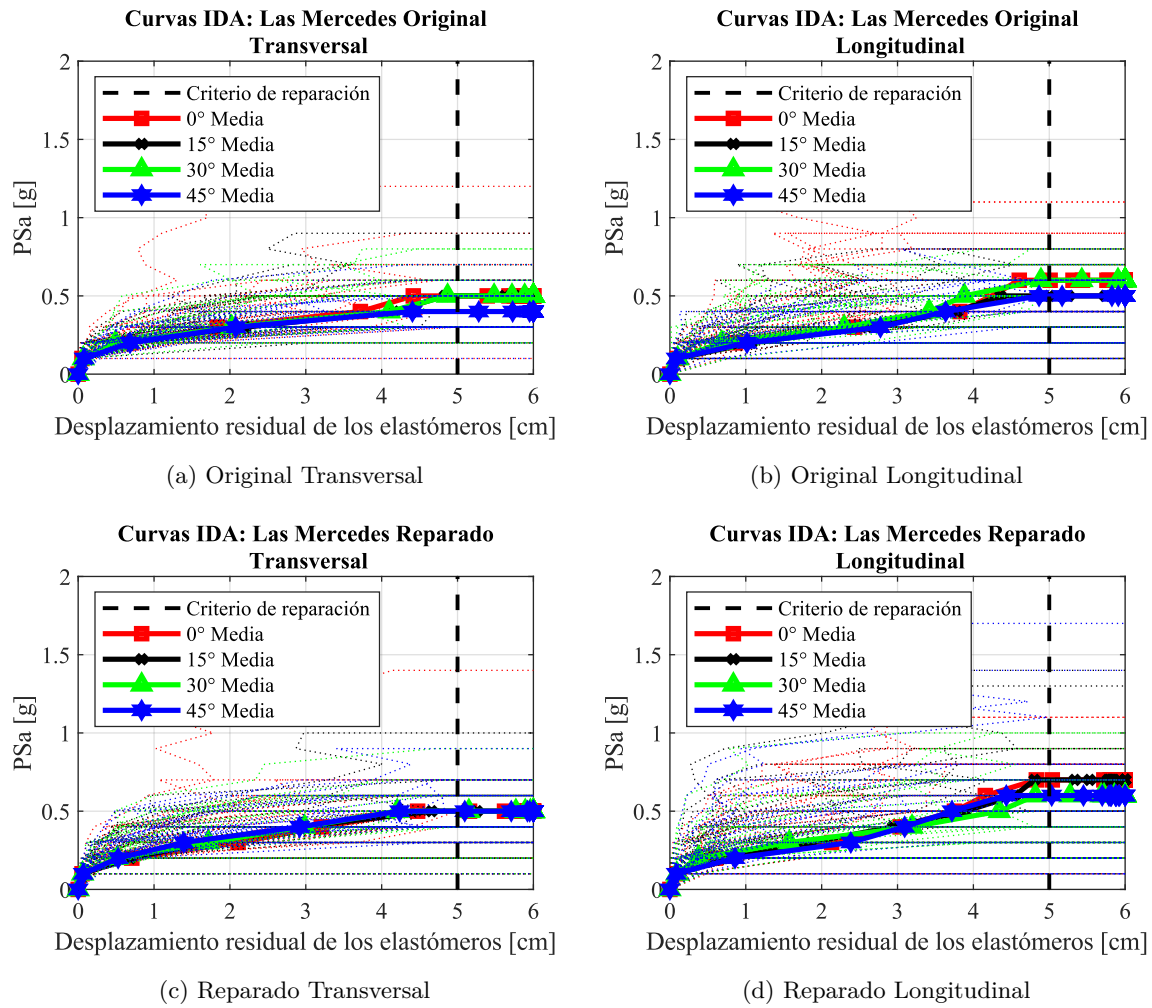 Curvas IDA: Las Mercedes Original
Transversal
2
1.5
1
0.5
0
PSa [g]
Criterio de reparación
0° Media
15° Media
30° Media
45° Media
0 1 2 3 4 5 6
Desplazamiento residual de los elastómeros [cm]
(a) Original Transversal
Curvas IDA: Las Mercedes Original
Longitudinal
2
1.5
1
0.5
0
PSa [g]
Criterio de reparación
0° Media
15° Media
30° Media
45° Media
0 1 2 3 4 5 6
Desplazamiento residual de los elastómeros [cm]
(b) Original Longitudinal
Curvas IDA: Las Mercedes Reparado
Transversal
2
1.5
1
0.5
0
PSa [g]
Criterio de reparación
0° Media
15° Media
30° Media
45° Media
0 1 2 3 4 5 6
Desplazamiento residual de los elastómeros [cm]
(c) Reparado Transversal
Curvas IDA: Las Mercedes Reparado
Longitudinal
2
1.5
1
0.5
0
PSa [g]
Criterio de reparación
0° Media
15° Media
30° Media
45° Media
0 1 2 3 4 5 6
Desplazamiento residual de los elastómeros [cm]
(d) Reparado Longitudinal